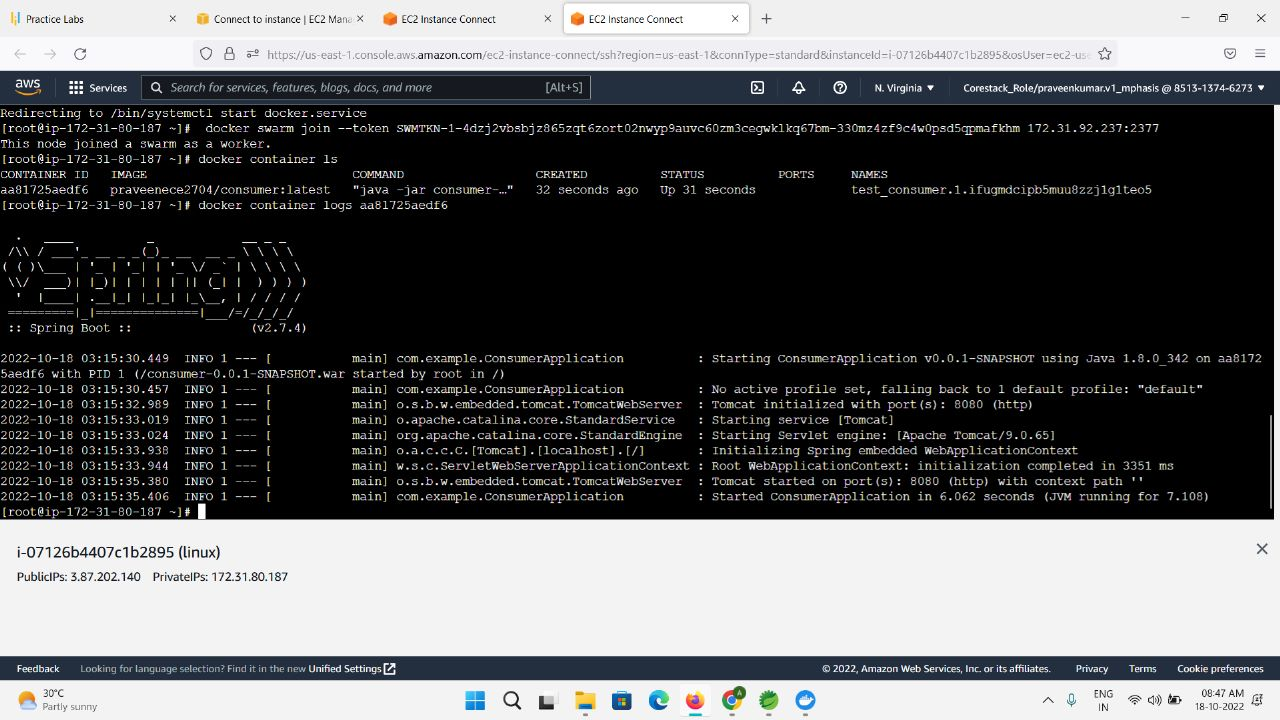 Practice Labs
Connect to instance | EC2 Mana
EC2 Instance Connect
EC2 Instance Connect
https://us-east-1.console.aws.amazon.com/ec2-instance-connect/ssh?region=us-east-1&connType=standard&instanceId=i-07126b4407c1b2895&osUser=ec2-use
aws
Services
Search for services, features, blogs, docs, and more
[Alt+S]
N. Virginia
Corestack_Role/praveenkumar.v1_mphasis @ 8513-1374-6273
Redirecting to /bin/systemctl start docker.service
[root@ip-172-31-80-187 ~]#  docker swarm join --token SWMTKN-1-4dzj2vbsbjz865zqt6zort02nwyp9auvc60zm3cegwklkq67bm-330mz4zf9c4w0psd5qpmafkhm 172.31.92.237:2377
This node joined a swarm as a worker.
[root@ip-172-31-80-187 ~]# docker container ls
CONTAINER ID   IMAGE                            COMMAND                  CREATED          STATUS          PORTS     NAMES
aa81725aedf6   praveenece2704/consumer:latest   "java -jar consumer-…"   32 seconds ago   Up 31 seconds             test_consumer.1.ifugmdcipb5muu8zzj1g1teo5
[root@ip-172-31-80-187 ~]# docker container logs aa81725aedf6
Spring
:: Spring Boot ::                (v2.7.4)
2022-10-18 03:15:30.449  INFO 1 --- [           main] com.example.ConsumerApplication          : Starting ConsumerApplication v0.0.1-SNAPSHOT using Java 1.8.0_342 on aa8172
5aedf6 with PID 1 (/consumer-0.0.1-SNAPSHOT.war started by root in /)
2022-10-18 03:15:30.457  INFO 1 --- [           main] com.example.ConsumerApplication          : No active profile set, falling back to 1 default profile: "default"
2022-10-18 03:15:32.989  INFO 1 --- [           main] o.s.b.w.embedded.tomcat.TomcatWebServer  : Tomcat initialized with port(s): 8080 (http)
2022-10-18 03:15:33.019  INFO 1 --- [           main] o.apache.catalina.core.StandardService   : Starting service [Tomcat]
2022-10-18 03:15:33.024  INFO 1 --- [           main] org.apache.catalina.core.StandardEngine  : Starting Servlet engine: [Apache Tomcat/9.0.65]
2022-10-18 03:15:33.938  INFO 1 --- [           main] o.a.c.c.C.[Tomcat].[localhost].[/]       : Initializing Spring embedded WebApplicationContext
2022-10-18 03:15:33.944  INFO 1 --- [           main] w.s.c.ServletWebServerApplicationContext : Root WebApplicationContext: initialization completed in 3351 ms
2022-10-18 03:15:35.380  INFO 1 --- [           main] o.s.b.w.embedded.tomcat.TomcatWebServer  : Tomcat started on port(s): 8080 (http) with context path ''
2022-10-18 03:15:35.406  INFO 1 --- [           main] com.example.ConsumerApplication          : Started ConsumerApplication in 6.062 seconds (JVM running for 7.108)
[root@ip-172-31-80-187 ~]#
i-07126b4407c1b2895 (linux)
PublicIPs: 3.87.202.140    PrivateIPs: 172.31.80.187
Feedback
Looking for language selection? Find it in the new Unified Settings
© 2022, Amazon Web Services, Inc. or its affiliates.
Privacy
Terms
Cookie preferences
30°C
Partly sunny
A
ENG
IN
08:47 AM
18-10-2022